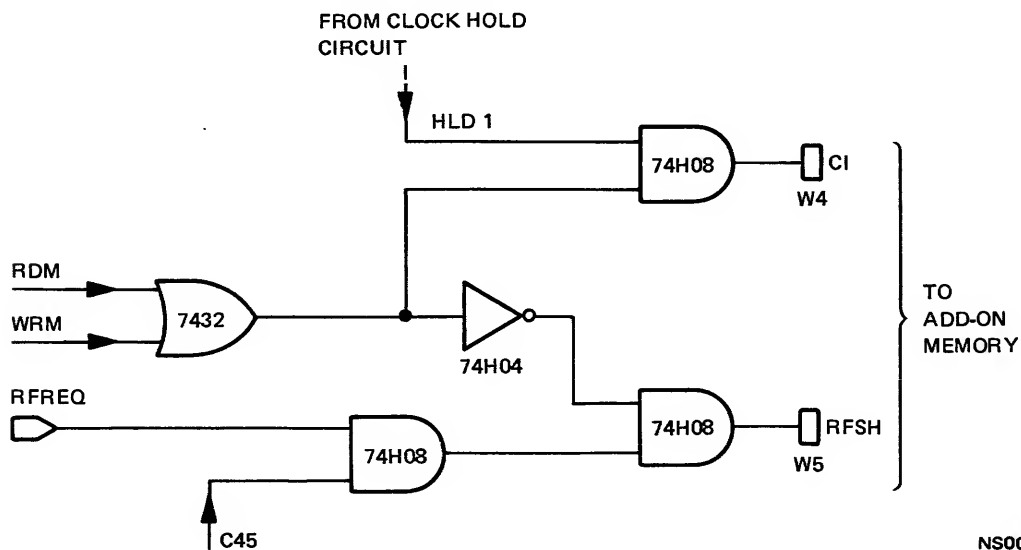 FROM CLOCK HOLD
CIRCUIT
HLD 1
74H08
CI
W4
RDM
WRM
7432
74H04
TO
ADD-ON
MEMORY
RFREQ
74H08
74H08
RFSH
W5
C45
NS00